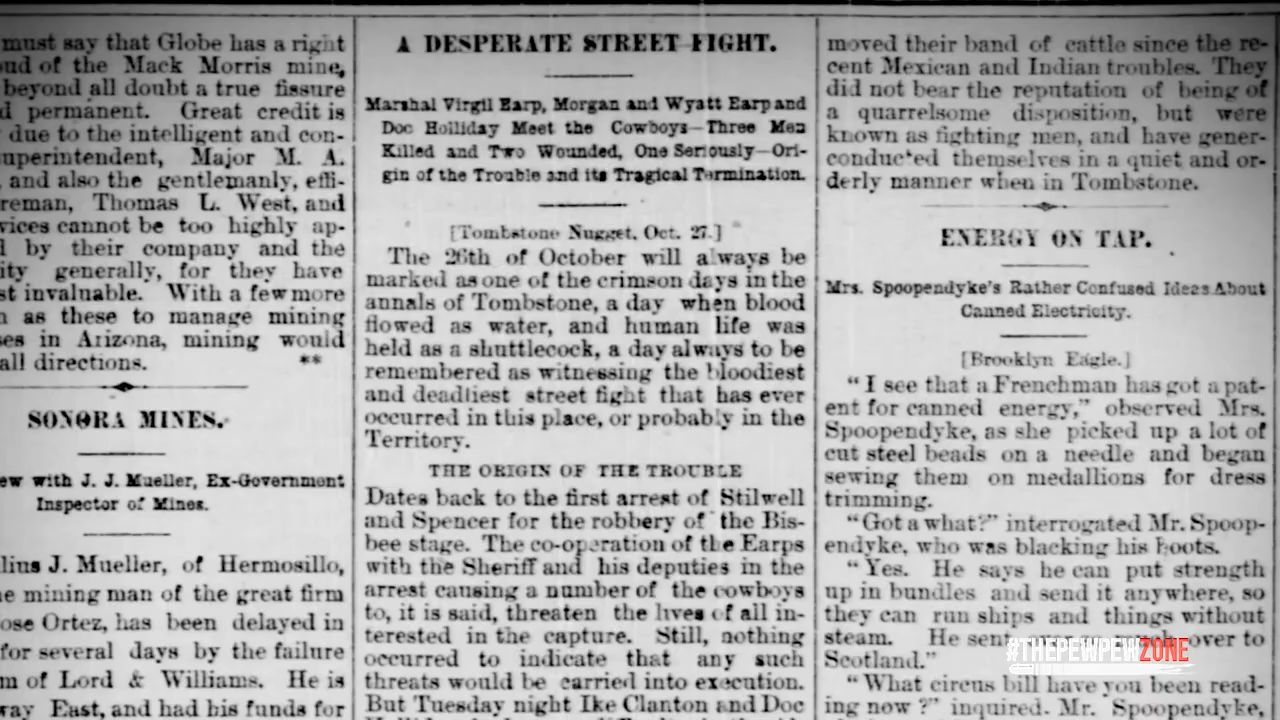 must say that Globe has a right
oud of the Mack Morris mine,
beyond all doubt a true fissure
d permanent. Great credit is
due to the intelligent and con-
uperintendent, Major M. A.
, and also the gentlemanly, effi-
reman, Thomas L. West, and
vices cannot be too highly ap-
l by their company and the
ity generally, for they have
st invaluable. With a few more
n as these to manage mining
ses in Arizona, mining would
all directions. **
SONORA MINES.
ew with J. J. Mueller, Ex-Government
Inspector of Mines.
lius J. Mueller, of Hermosillo,
e mining man of the great firm
ose Ortez, has been delayed in
for several days by the failure
m of Lord & Williams. He is
way East, and had his funds for
A DESPERATE STREET FIGHT.
Marshal Virgil Earp, Morgan and Wyatt Earp and
Doc Holliday Meet the Cowboys—Three Men
Killed and Two Wounded, One Seriously—Ori-
gin of the Trouble and its Tragical Termination.
[Tombstone Nugget, Oct. 27.]
The 26th of October will always be
marked as one of the crimson days in the
annals of Tombstone, a day when blood
flowed as water, and human life was
held as a shuttlecock, a day always to be
remembered as witnessing the bloodiest
and deadliest street fight that has ever
occurred in this place, or probably in the
Territory.
THE ORIGIN OF THE TROUBLE
Dates back to the first arrest of Stilwell
and Spencer for the robbery of the Bis-
bee stage. The co-operation of the Earps
with the Sheriff and his deputies in the
arrest causing a number of the cowboys
to, it is said, threaten the lives of all in-
terested in the capture. Still, nothing
occurred to indicate that any such
threats would be carried into execution.
But Tuesday night Ike Clanton and Doc
moved their band of cattle since the re-
cent Mexican and Indian troubles. They
did not bear the reputation of being of
a quarrelsome disposition, but were
known as fighting men, and have gener-
conducted themselves in a quiet and or-
derly manner when in Tombstone.
ENERGY ON TAP.
Mrs. Spoopendyke's Rather Confused Ideas About
Canned Electricity.
[Brooklyn Eagle.]
"I see that a Frenchman has got a pat-
ent for canned energy," observed Mrs.
Spoopendyke, as she picked up a lot of
cut steel beads on a needle and began
sewing them on medallions for dress
trimming.
"Got a what?" interrogated Mr. Spoop-
endyke, who was blacking his boots.
"Yes. He says he can put strength
up in bundles and send it anywhere, so
they can run ships and things without
steam. He sent over to
Scotland."
"What circus bill have you been read-
ing now?" inquired Mr. Spoopendyke,
#THEPEWPEWZONE